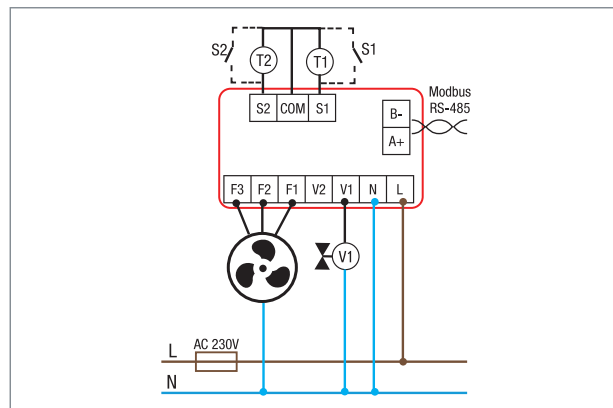 S2 T2 T1 S1
S2 COM S1
Modbus
RS-485
B-
A+
F3 F2 F1 V2 V1 N L
V1
AC 230V
L
N